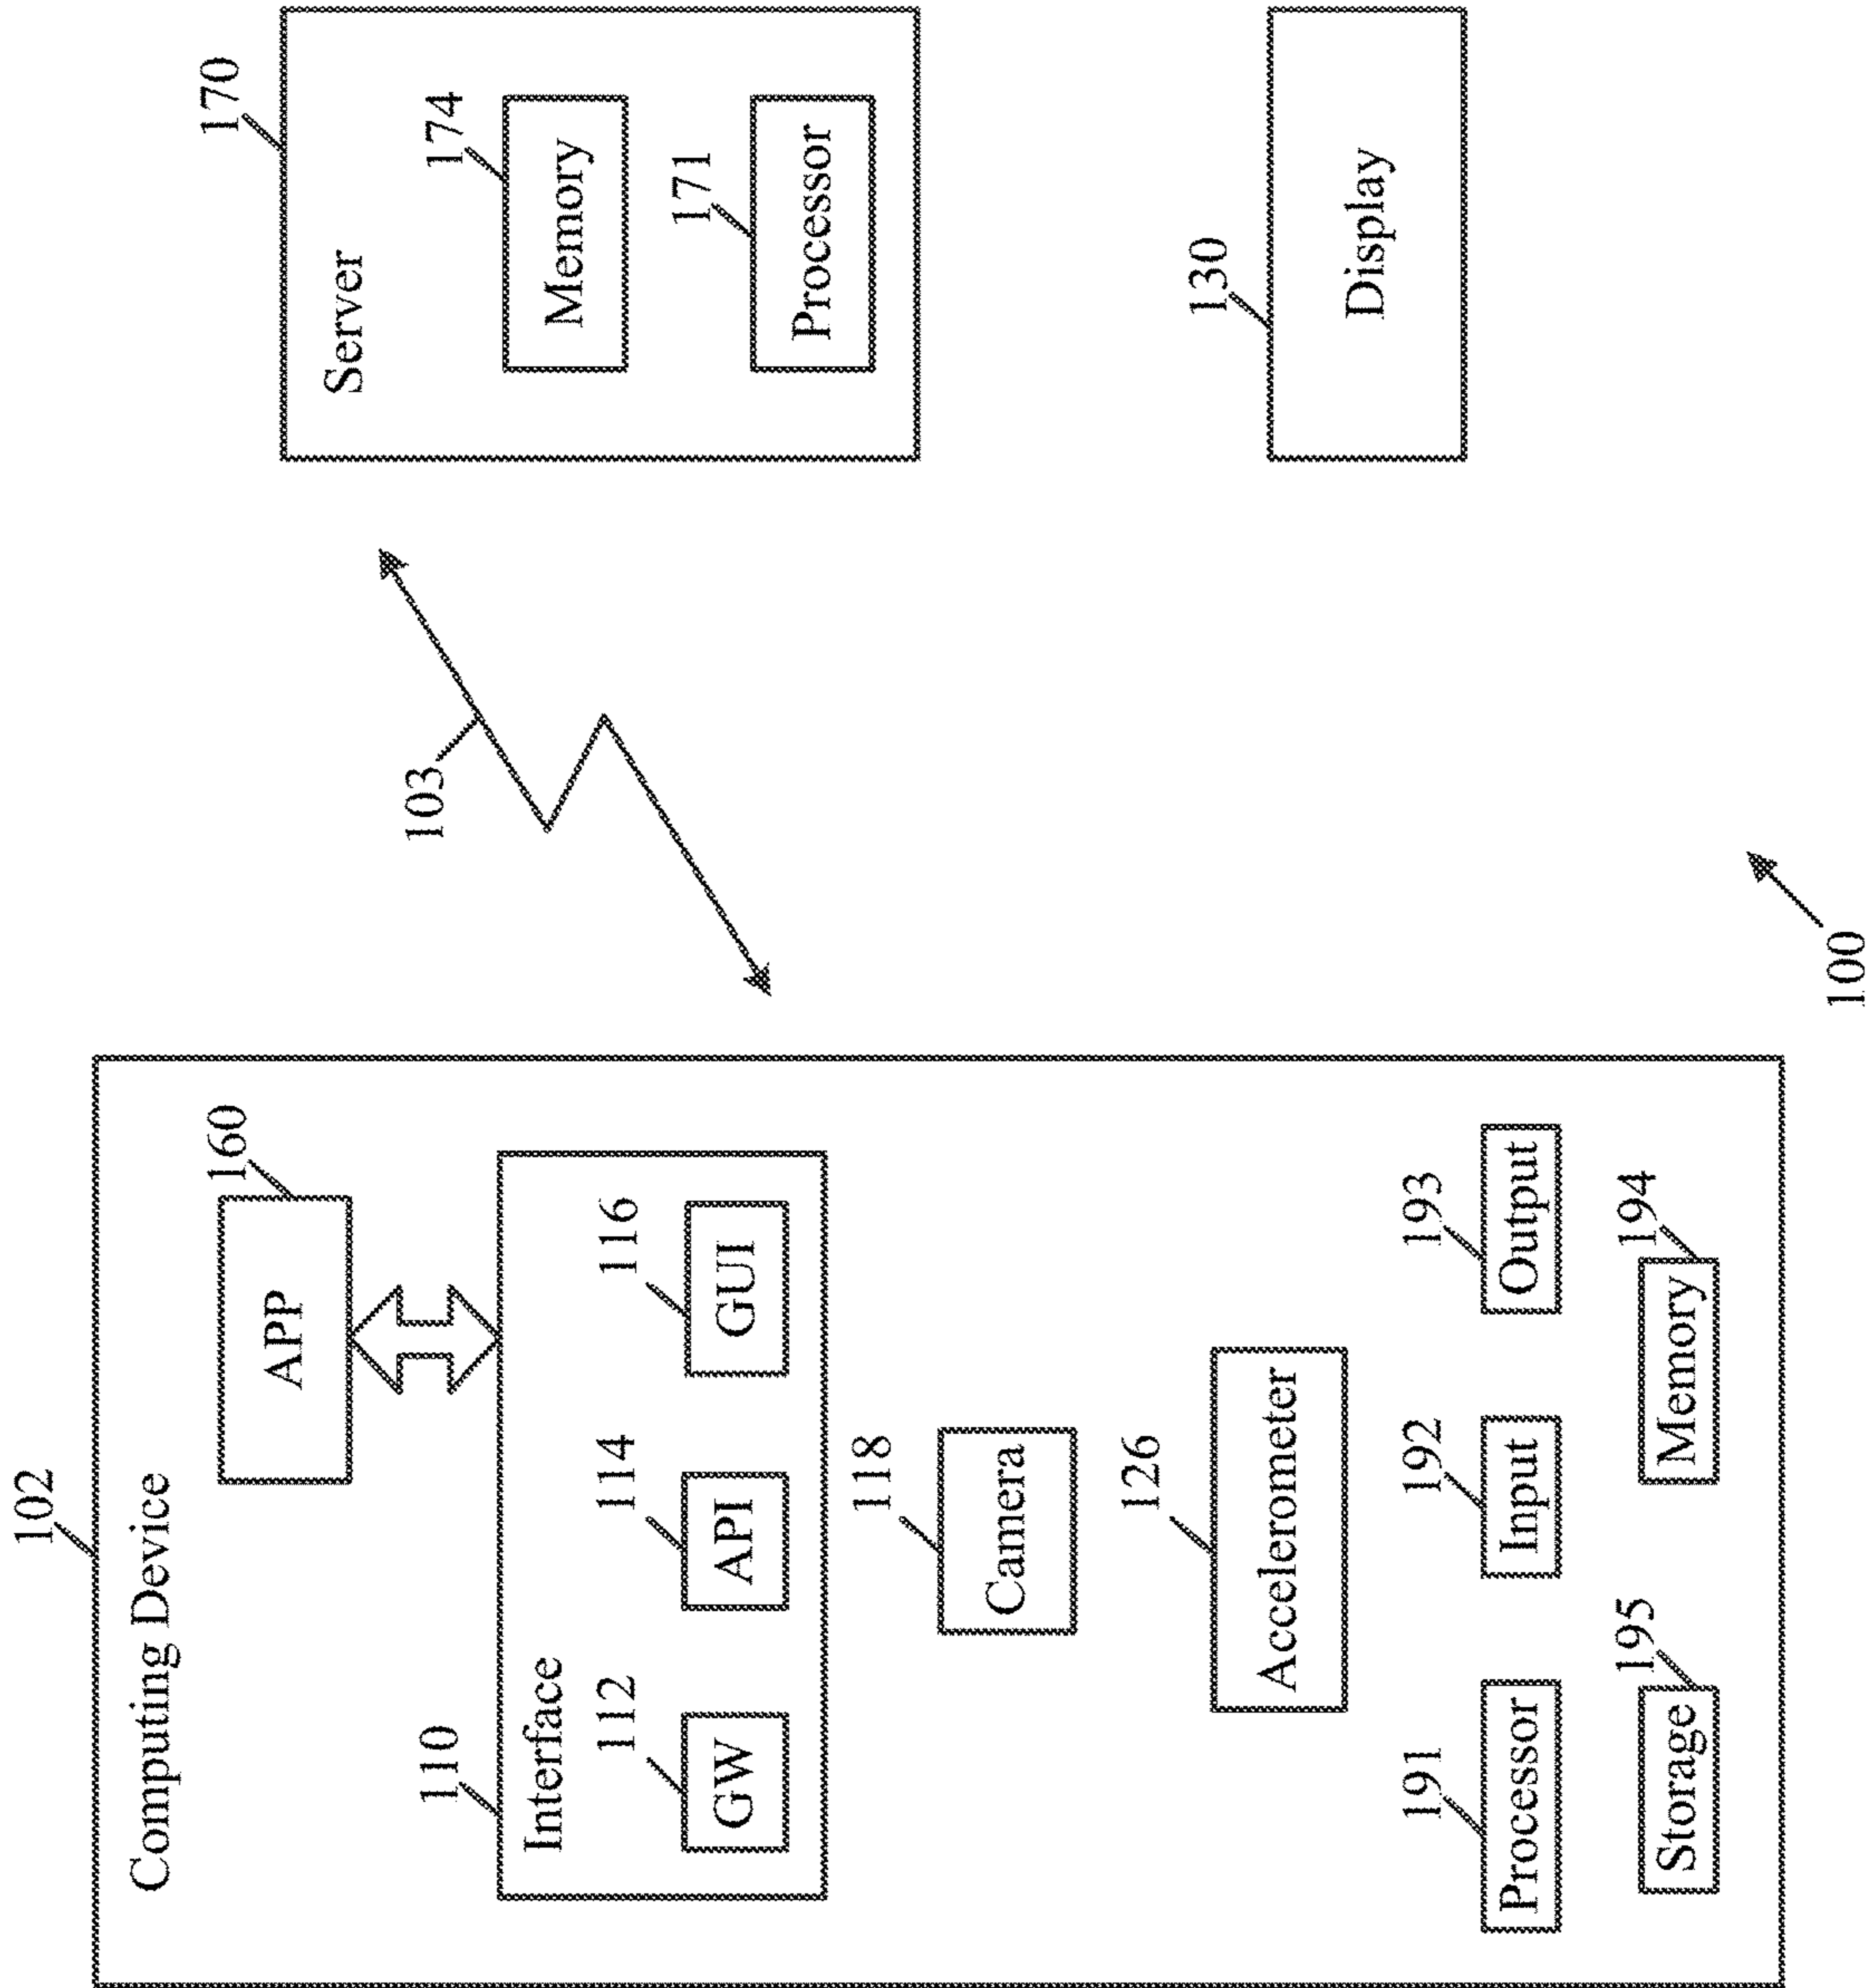 102
Computing Device
160
APP
110
Interface
112
GW
114
API
116
GUI
118
Camera
126
Accelerometer
191
Processor
192
Input
193
Output
195
Storage
194
Memory
103
170
Server
174
Memory
171
Processor
130
Display
100